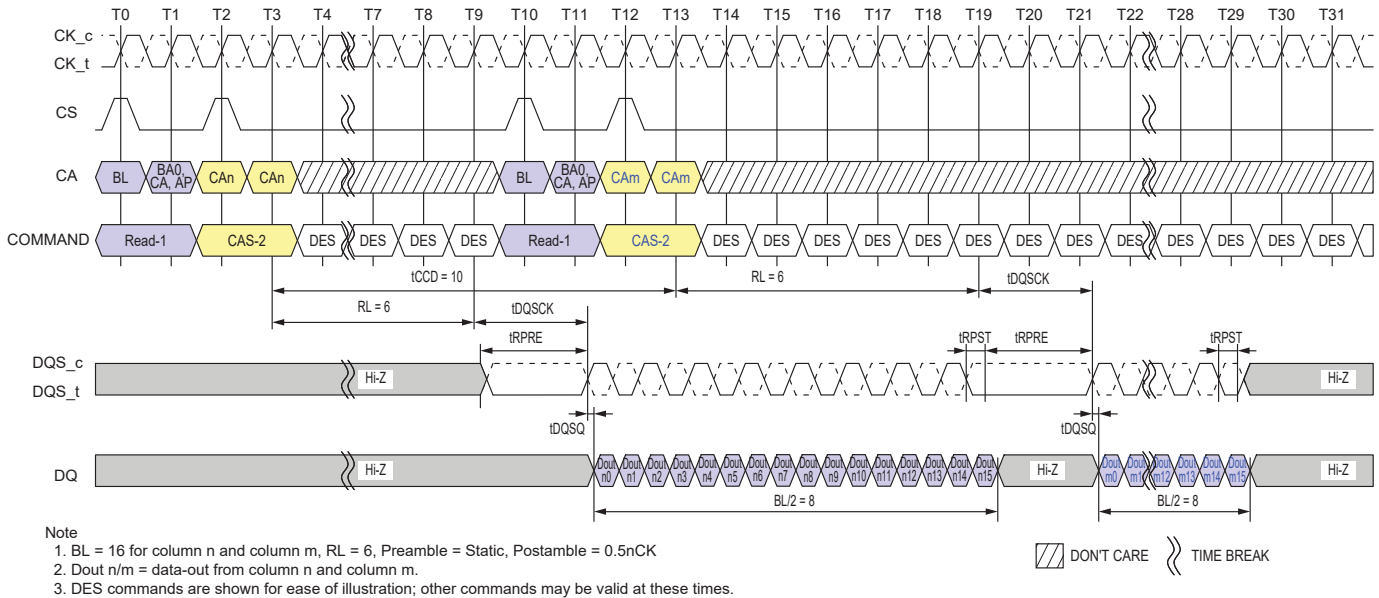 T0 T1 T2 T3 T4 T7 T8 T9 T10 T11 T12 T13 T14 T15 T16 T17 T18 T19 T20 T21 T22 T28 T29 T30 T31
CK_c
CK_t
CS
CA BL BA0, CA, AP CAn CAn BL BA0, CA, AP CAm CAm
COMMAND Read-1 CAS-2 DES DES DES DES Read-1 CAS-2 DES DES DES DES DES DES DES DES DES DES DES DES DES
tCCD = 10 RL = 6 tDQSCK
RL = 6 tDQSCK
tRPRE tRPST tRPRE tRPST
DQS_c
DQS_t
Hi-Z Hi-Z
tDQSQ tDQSQ
DQ Hi-Z Dout n0 Dout n1 Dout n2 Dout n3 Dout n4 Dout n5 Dout n6 Dout n7 Dout n8 Dout n9 Dout n10 Dout n11 Dout n12 Dout n13 Dout n14 Dout n15 Hi-Z Dout m0 Dout m1 Dout m12 Dout m13 Dout m14 Dout m15 Hi-Z
BL/2 = 8 BL/2 = 8
Note
1. BL = 16 for column n and column m, RL = 6, Preamble = Static, Postamble = 0.5nCK
2. Dout n/m = data-out from column n and column m.
3. DES commands are shown for ease of illustration; other commands may be valid at these times.
DON'T CARE TIME BREAK